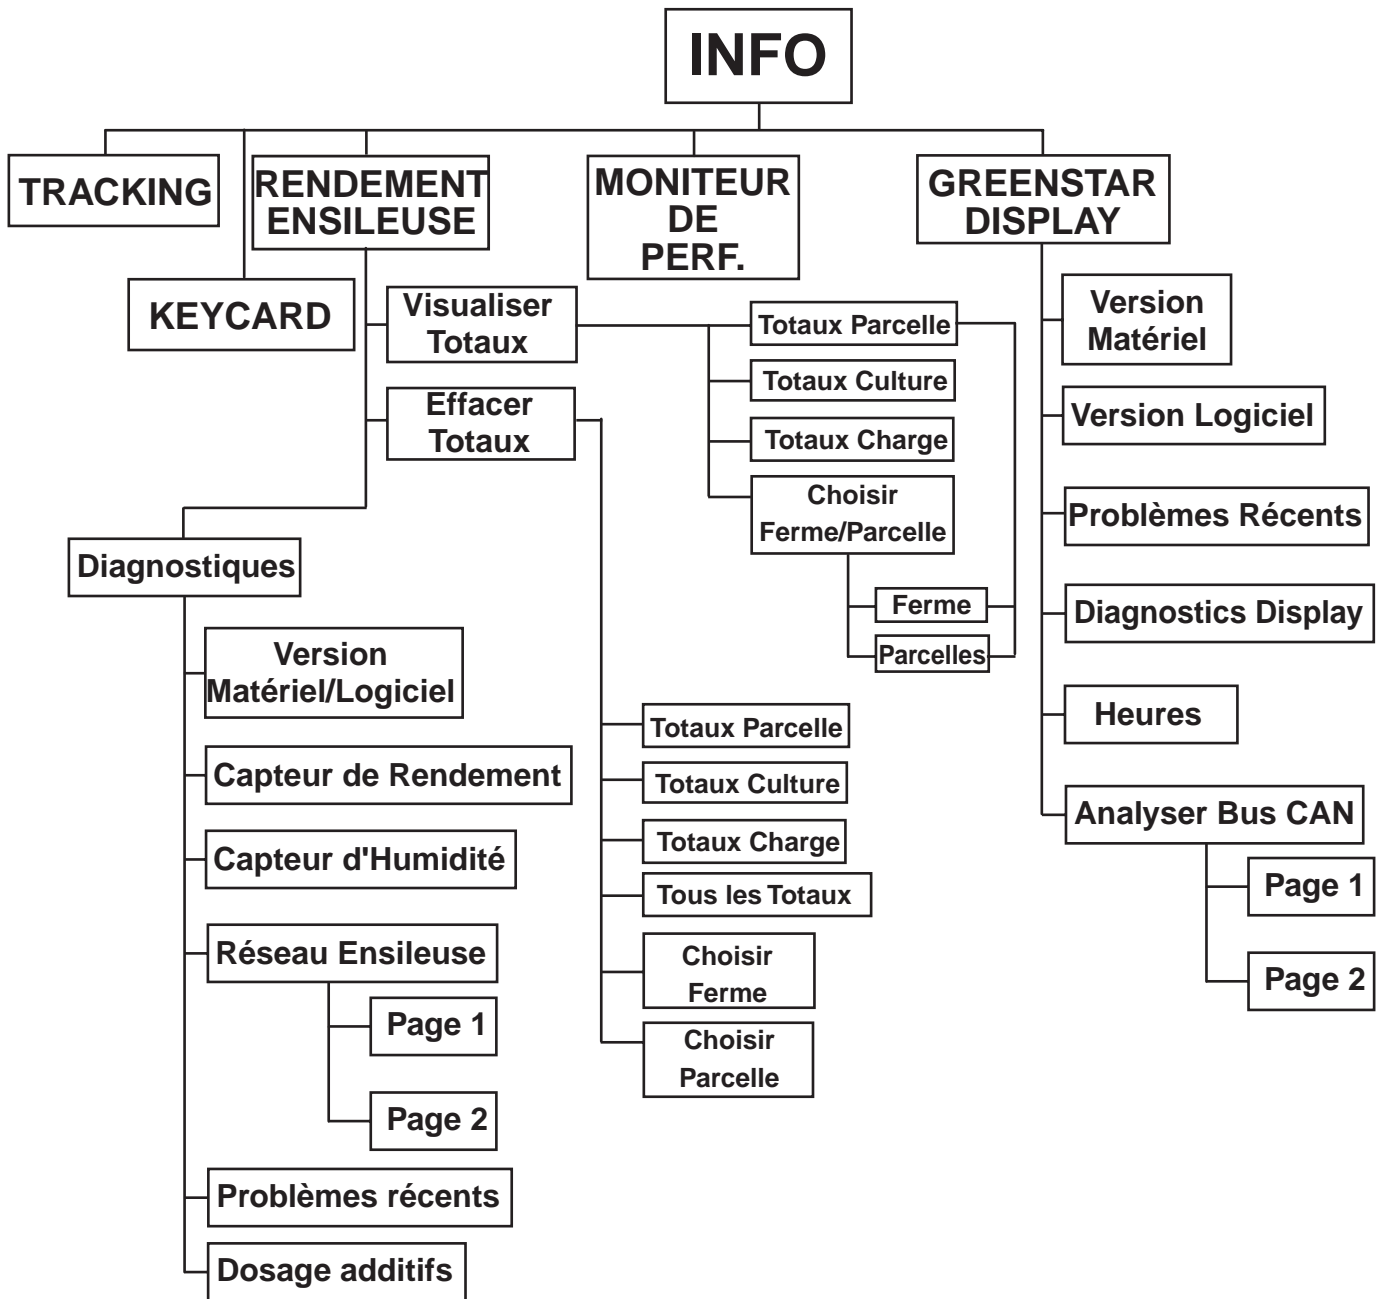 INFO
TRACKING
KEYCARD
RENDEMENT
ENSILEUSE
MONITEUR
DE
PERF.
GREENSTAR
DISPLAY
Visualiser
Totaux
Totaux Parcelle
Totaux Culture
Totaux Charge
Choisir
Ferme/Parcelle
Ferme
Parcelles
Effacer
Totaux
Totaux Parcelle
Totaux Culture
Totaux Charge
Tous les Totaux
Choisir
Ferme
Choisir
Parcelle
Diagnostiques
Version
Matériel/Logiciel
Capteur de Rendement
Capteur d'Humidité
Réseau Ensileuse
Page 1
Page 2
Problèmes récents
Dosage additifs
Version
Matériel
Version Logiciel
Problèmes Récents
Diagnostics Display
Heures
Analyser Bus CAN
Page 1
Page 2